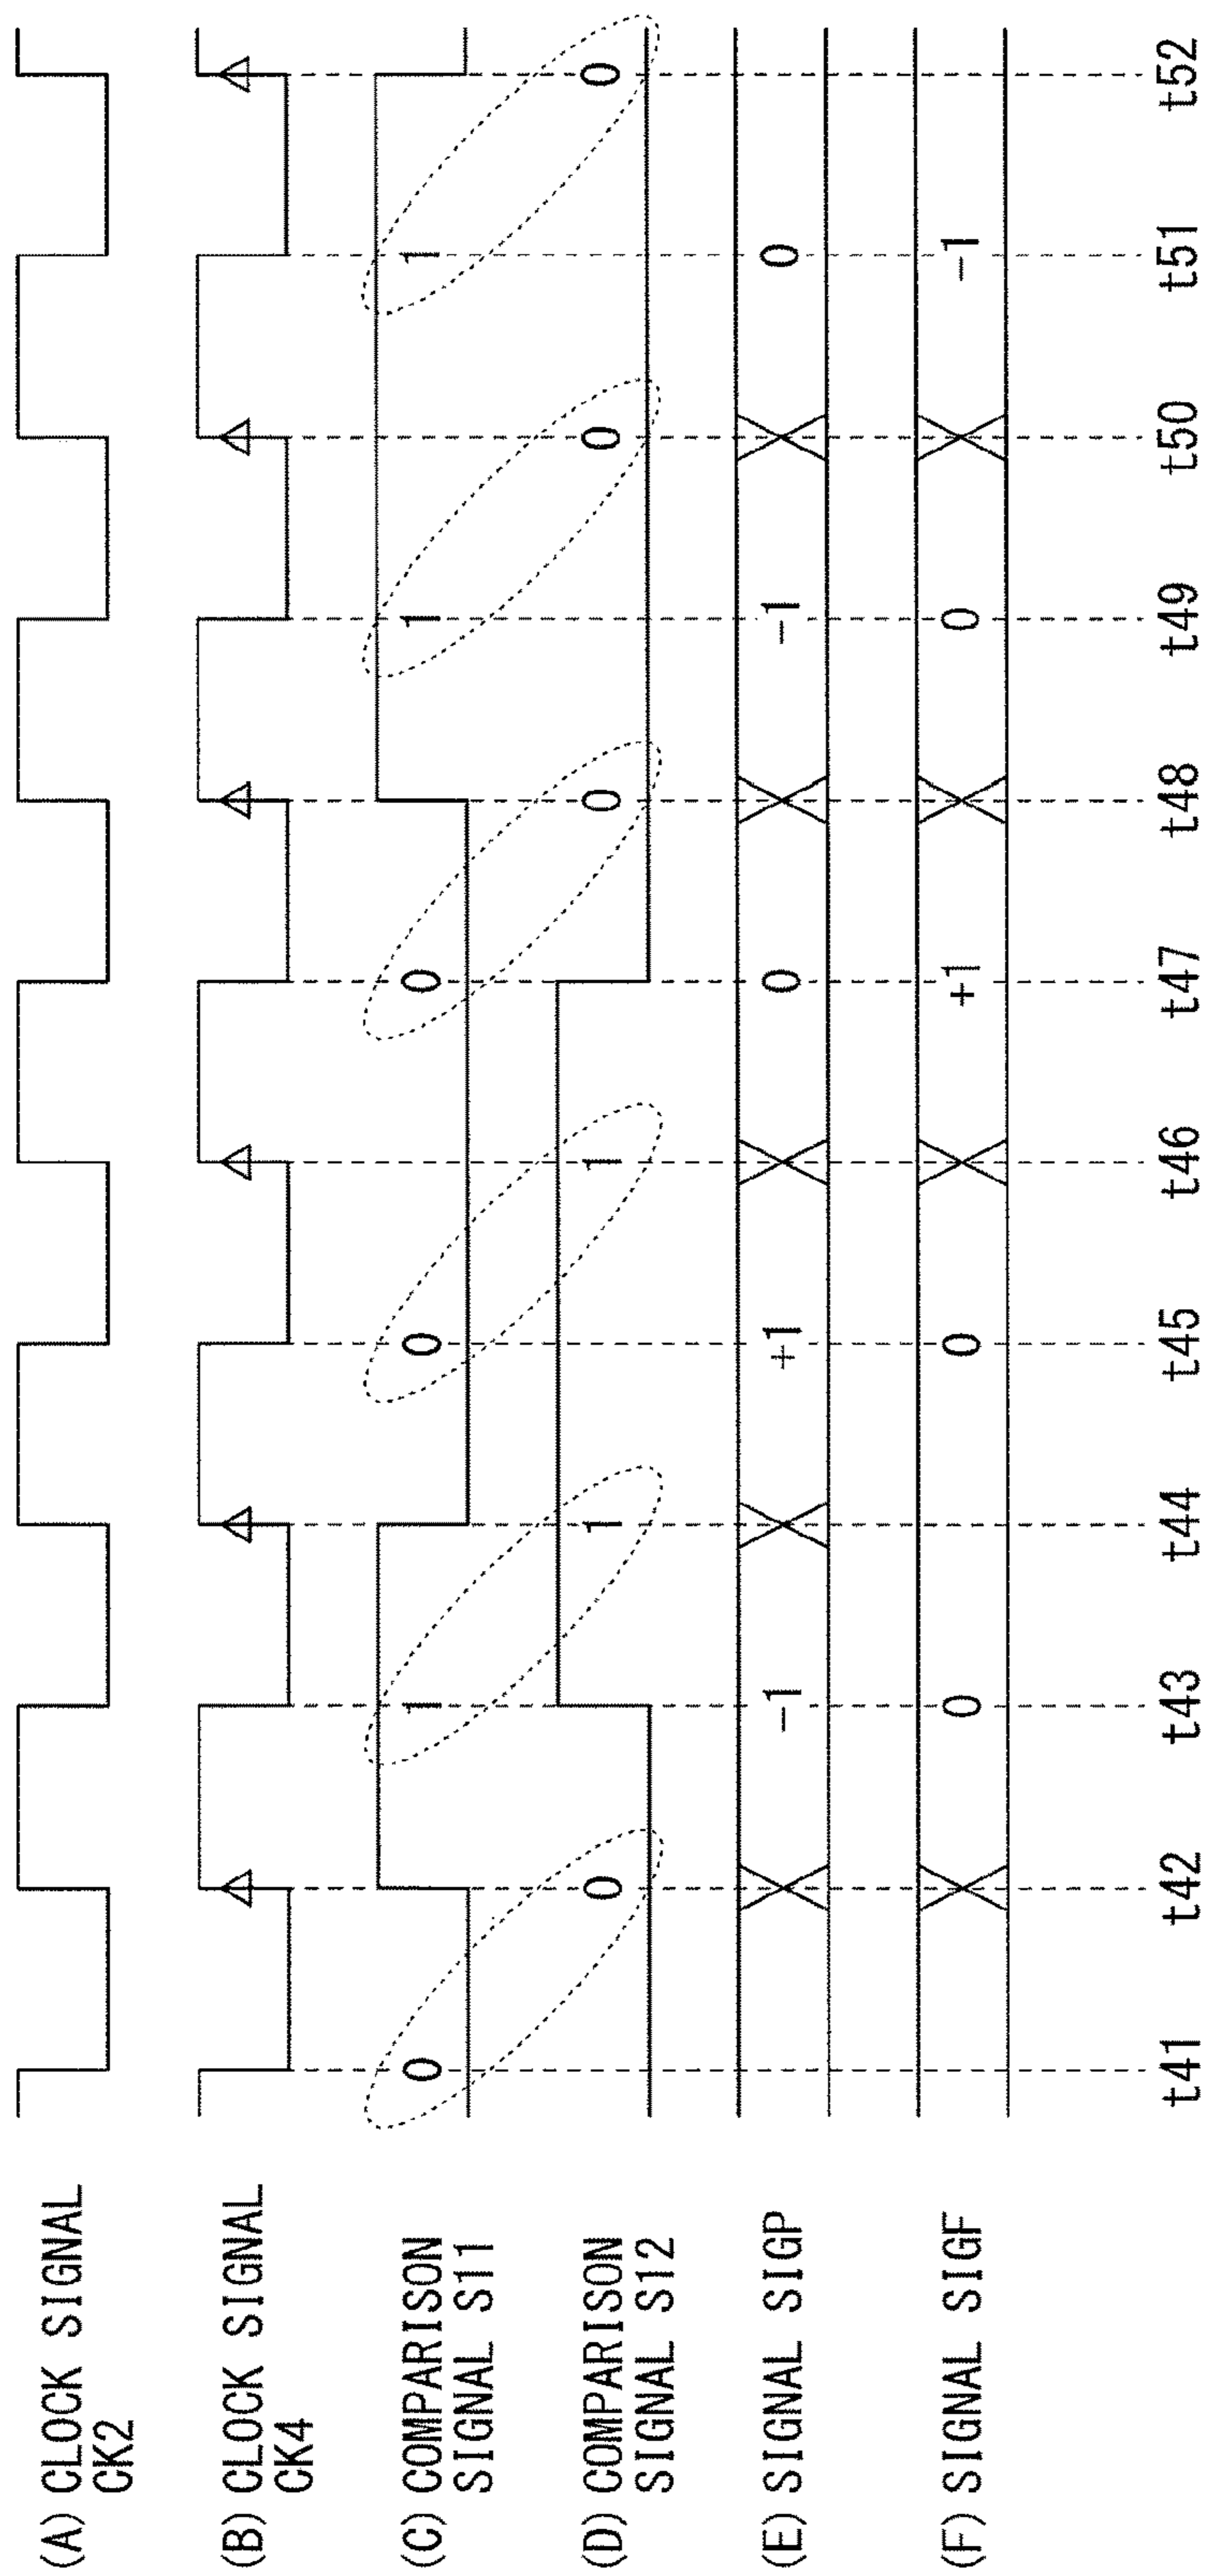 (A) CLOCK SIGNAL
CK2
(B) CLOCK SIGNAL
CK4
(C) COMPARISON
SIGNAL S11
0 1 0 0 1 1
(D) COMPARISON
SIGNAL S12
0 1 1 0 0 0
(E) SIGNAL SIGP
-1 +1 0 -1 0
(F) SIGNAL SIGF
0 0 +1 0 -1
t41 t42 t43 t44 t45 t46 t47 t48 t49 t50 t51 t52